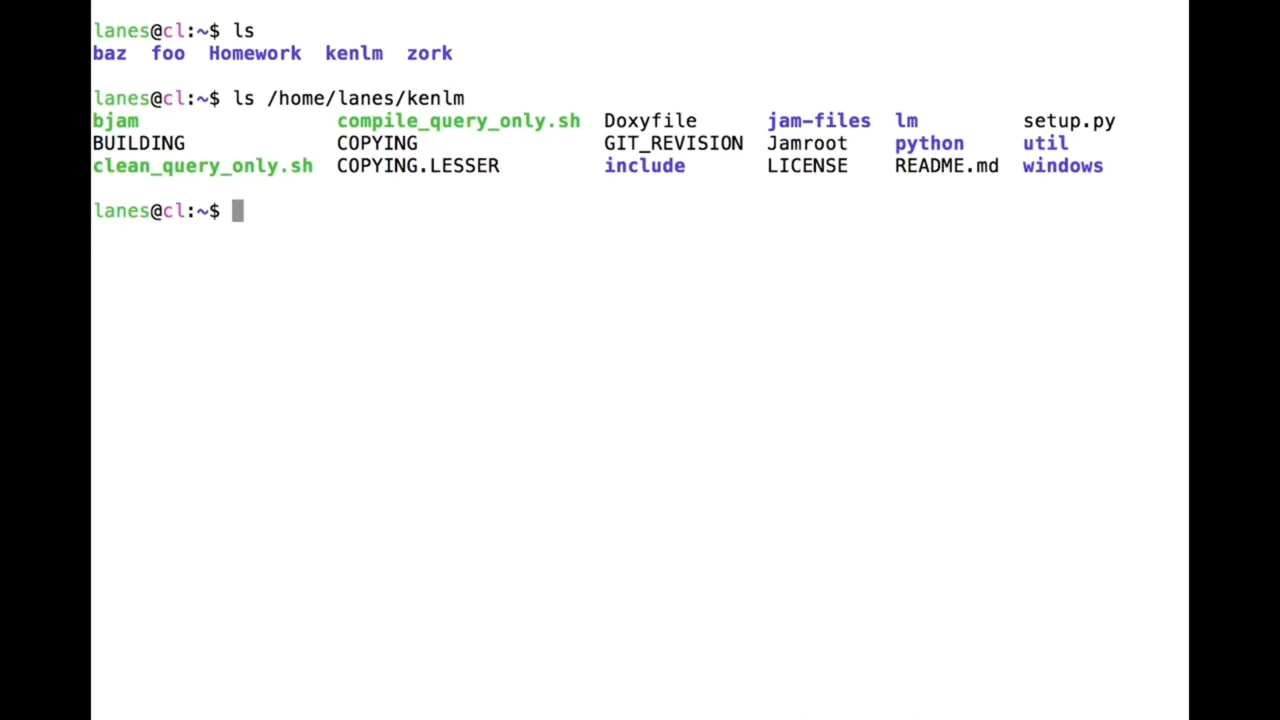 lanes@cl:~$ ls
baz  foo  Homework  kenlm  zork
lanes@cl:~$ ls /home/lanes/kenlm
bjam                 compile_query_only.sh  Doxyfile      jam-files  lm         setup.py
BUILDING             COPYING                GIT_REVISION  Jamroot    python     util
clean_query_only.sh  COPYING.LESSER         include       LICENSE    README.md  windows
lanes@cl:~$